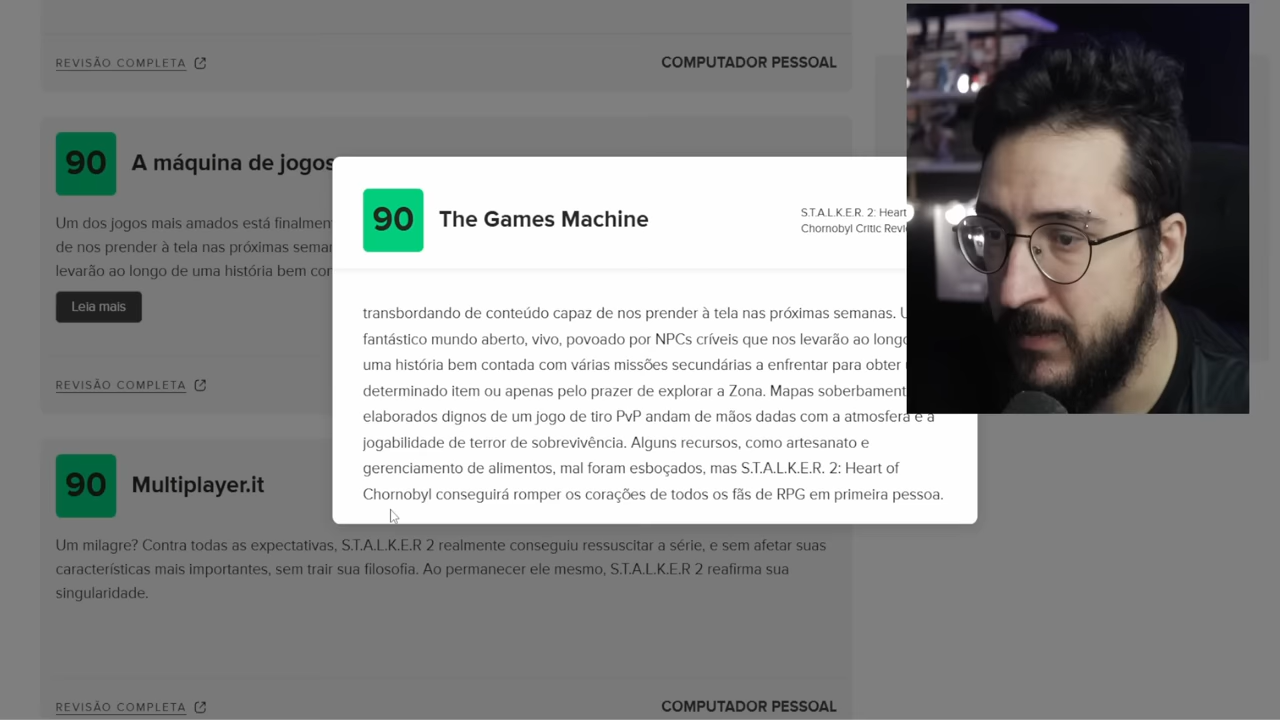 REVISÃO COMPLETA
COMPUTADOR PESSOAL
90
A máquina de jogos
Um dos jogos mais amados está finalmen
de nos prender à tela nas próximas semar
levarão ao longo de uma história bem con
Leia mais
REVISÃO COMPLETA
90
The Games Machine
S.T.A.L.K.E.R. 2: Heart
Chornobyl Critic
transbordando de conteúdo capaz de nos prender à tela nas próximas semanas.
fantástico mundo aberto, vivo, povoado por NPCs críveis que nos levarão ao longo
uma história bem contada com várias missões secundárias a enfrentar para obter
determinado item ou apenas pelo prazer de explorar a Zona. Mapas soberbament
elaborados dignos de um jogo de tiro PvP andam de mãos dadas com a atmosfera e a
jogabilidade de terror de sobrevivência. Alguns recursos, como artesanato e
gerenciamento de alimentos, mal foram esboçados, mas S.T.A.L.K.E.R. 2: Heart of
Chornobyl conseguirá romper os corações de todos os fãs de RPG em primeira pessoa.
90
Multiplayer.it
Um milagre? Contra todas as expectativas, S.T.A.L.K.E.R 2 realmente conseguiu ressuscitar a série, e sem afetar suas
características mais importantes, sem trair sua filosofia. Ao permanecer ele mesmo, S.T.A.L.K.E.R 2 reafirma sua
singularidade.
REVISÃO COMPLETA
COMPUTADOR PESSOAL